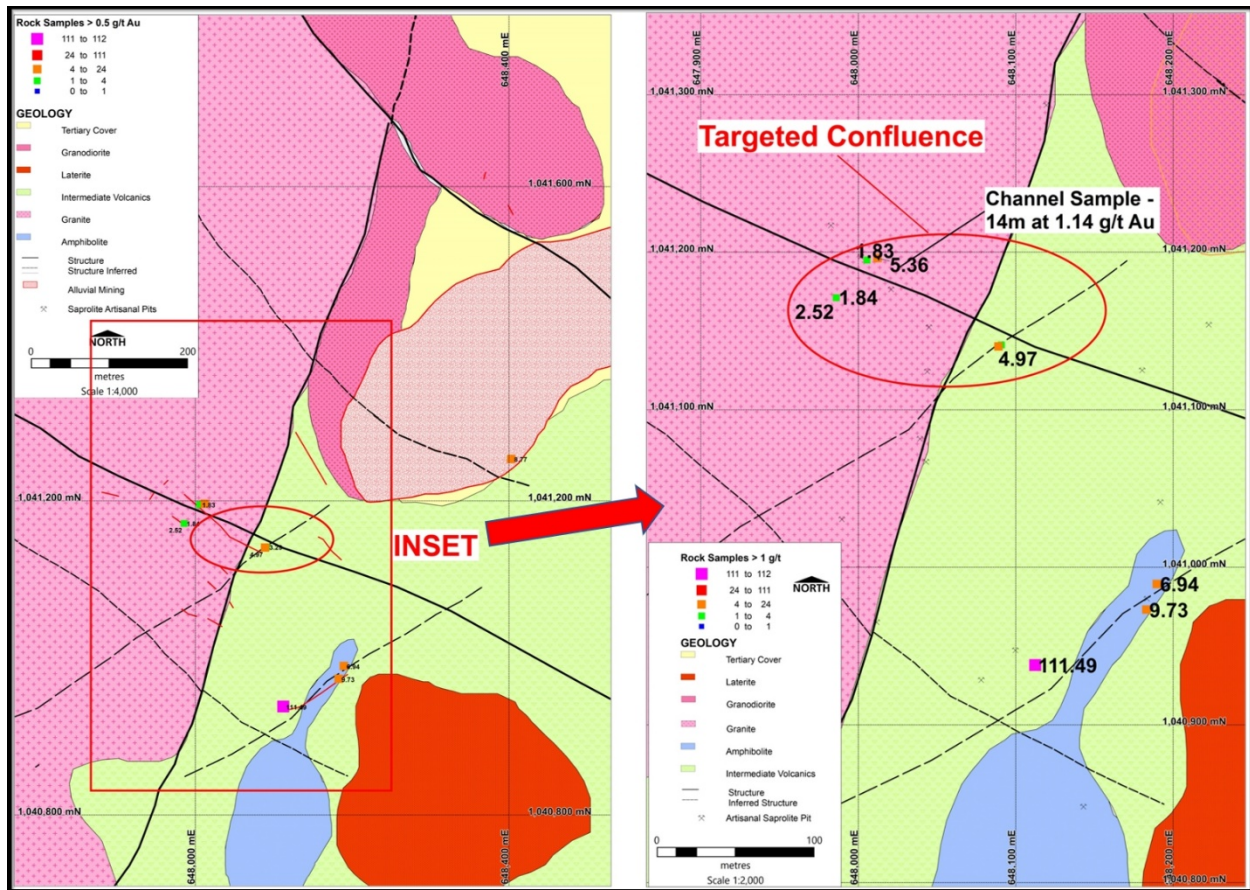 Rock Samples > 0.5 g/t Au
111 to 112
24 to 111
4 to 24
1 to 4
0 to 1
GEOLOGY
Tertiary Cover
Granodiorite
Laterite
Intermediate Volcanics
Granite
Amphibolite
Structure
Structure Inferred
Alluvial Mining
Saprolite Artisanal Pits
NORTH
0 200
metres
Scale 1:4,000
648,400 mE
1,041,600 mN
1,041,200 mN
1,041,200 mN
1,040,800 mN
1,040,800 mN
648,000 mE
648,400 mE
1.83
2.52
4.97
9.73
INSET
647,900 mE
648,000 mE
648,100 mE
648,200 mE
1,041,300 mN
1,041,300 mN
Targeted Confluence
Channel Sample -
14m at 1.14 g/t Au
1,041,200 mN
1,041,200 mN
1.83
5.36
1.84
2.52
4.97
1,041,100 mN
1,041,100 mN
1,041,000 mN
6.94
9.73
111.49
1,040,900 mN
1,040,800 mN
648,000 mE
648,100 mE
648,200 mE
Rock Samples > 1 g/t
111 to 112
24 to 111
4 to 24
1 to 4
0 to 1
NORTH
GEOLOGY
Tertiary Cover
Laterite
Granodiorite
Granite
Amphibolite
Intermediate Volcanics
Structure
Inferred Structure
Artisanal Saprolite Pit
0 100
metres
Scale 1:2,000